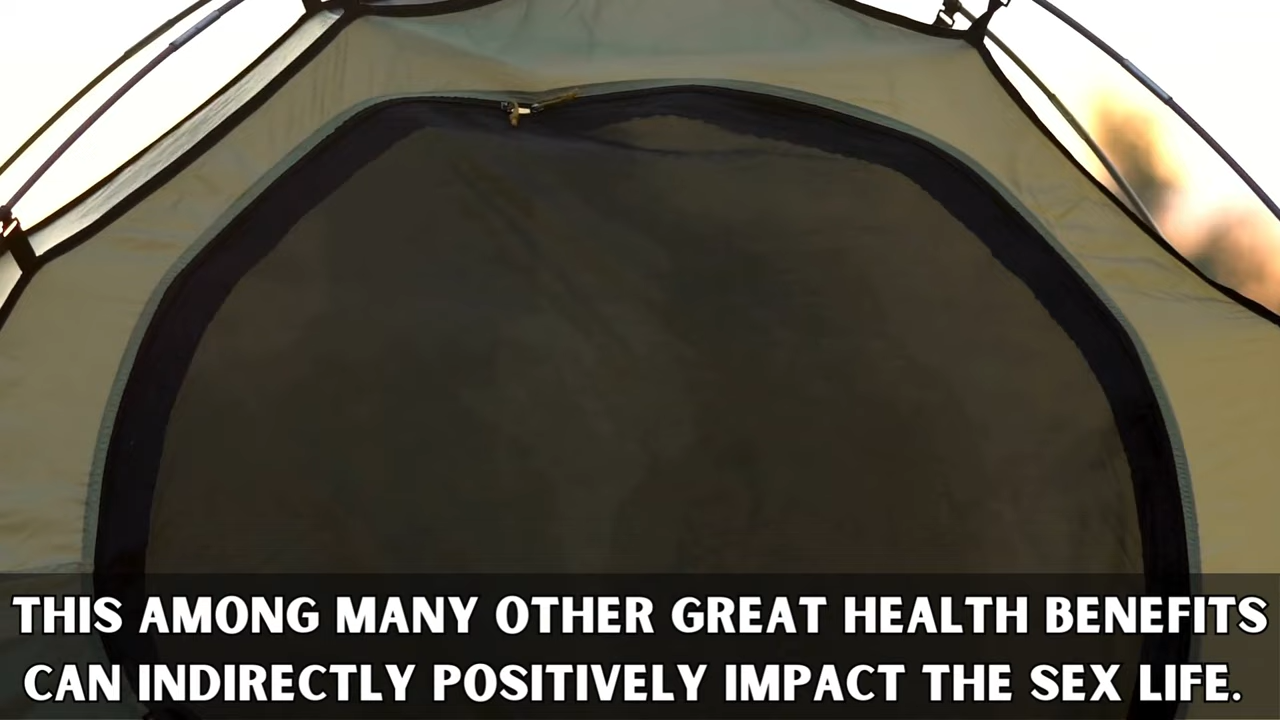 THIS AMONG MANY OTHER GREAT HEALTH BENEFITS
CAN INDIRECTLY POSITIVELY IMPACT THE SEX LIFE.